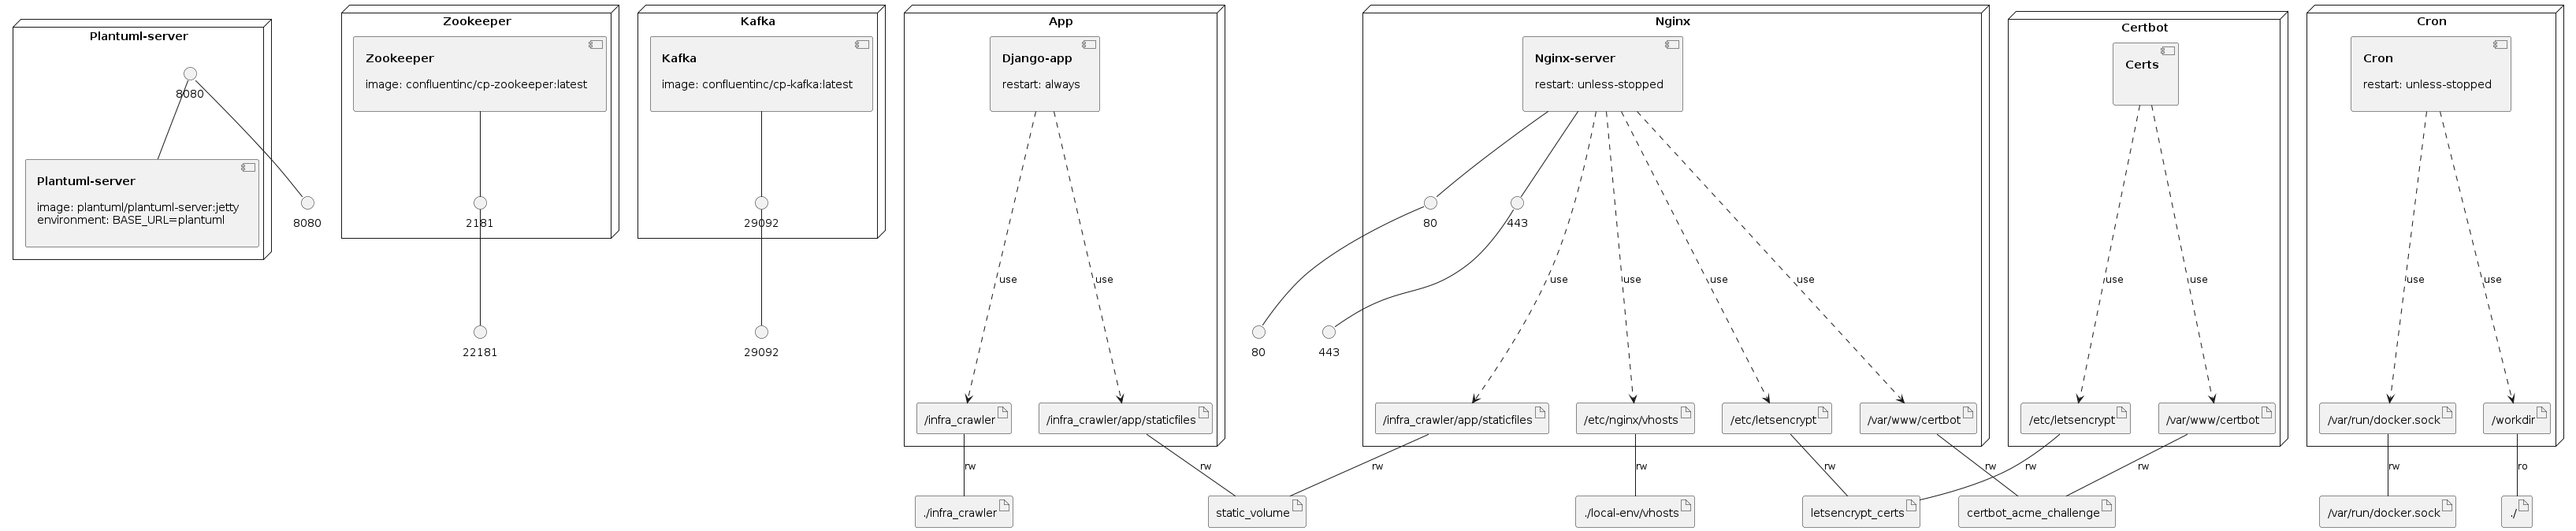 Plantuml-server
8080
Plantuml-server
image: plantuml/plantuml-server:jetty
environment: BASE_URL=plantuml
8080
Zookeeper
Zookeeper
image: confluentinc/cp-zookeeper:latest
2181
22181
Kafka
Kafka
image: confluentinc/cp-kafka:latest
29092
29092
App
Django-app
restart: always
use
use
/infra_crawler
/infra_crawler/app/staticfiles
rw
rw
./infra_crawler
static_volume
Nginx
Nginx-server
restart: unless-stopped
80
443
80
443
use
use
use
use
/infra_crawler/app/staticfiles
/etc/nginx/vhosts
/etc/letsencrypt
/var/www/certbot
rw
rw
rw
rw
./local-env/vhosts
letsencrypt_certs
certbot_acme_challenge
Certbot
Certs
use
use
/etc/letsencrypt
/var/www/certbot
rw
rw
Cron
Cron
restart: unless-stopped
use
use
/var/run/docker.sock
/workdir
rw
ro
/var/run/docker.sock
./